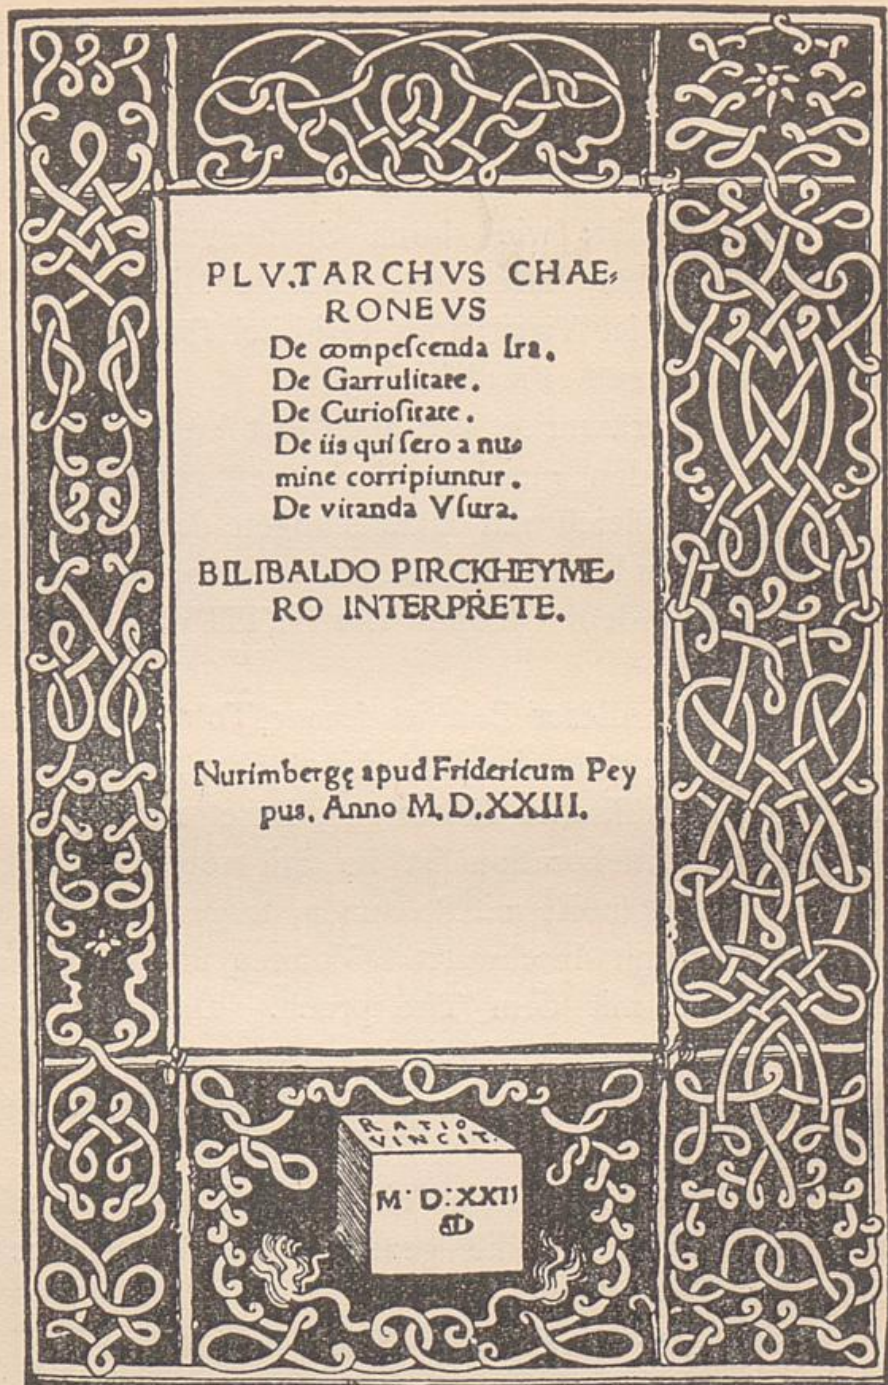 PLV.TARCHVS CHAE⸗
RONEVS
De compeſcenda Ira.
De Garrulitate.
De Curioſitate.
De iis qui ſero a nu⸗
mine corripiuntur.
De vitanda Vſura.
BILIBALDO PIRCKHEYME⸗
RO INTERPRETE.
Nurimbergę apud Fridericum Pey
pus. Anno M.D.XXIII.
RATIO
VINCIT.
M·D:XXII